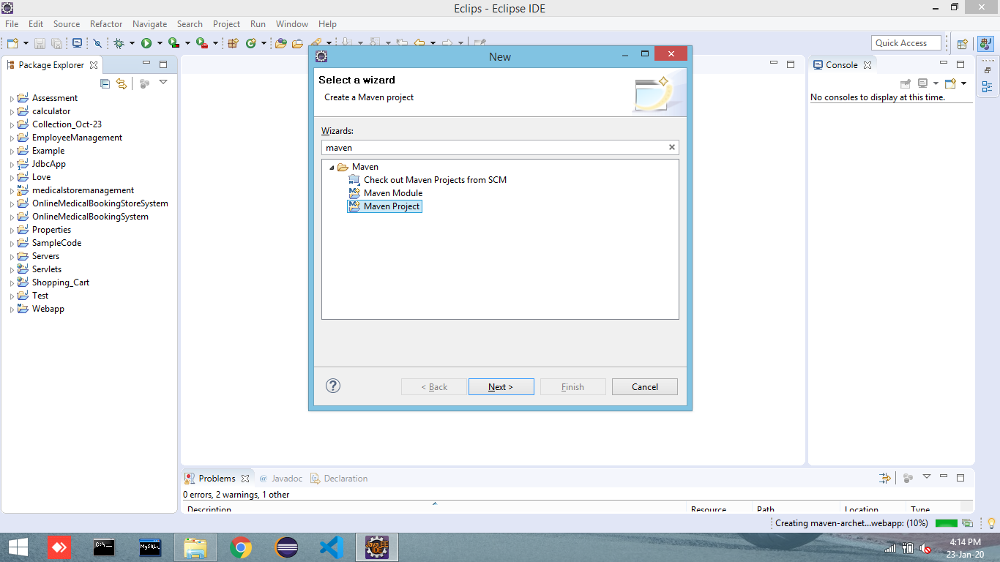 Eclips - Eclipse IDE
File Edit Source Refactor Navigate Search Project Run Window Help
Quick Access
Package Explorer
Assessment
calculator
Collection_Oct-23
EmployeeManagement
Example
JdbcApp
Love
medicalstoremanagement
OnlineMedicalBookingStoreSystem
OnlineMedicalBookingSystem
Properties
SampleCode
Servers
Servlets
Shopping_Cart
Test
Webapp
New
Select a wizard
Create a Maven project
Wizards:
maven
Maven
Check out Maven Projects from SCM
Maven Module
Maven Project
< Back Next > Finish Cancel
Console
No consoles to display at this time.
Problems @ Javadoc Declaration
0 errors, 2 warnings, 1 other
Description Resource Path Location Type
Creating maven-archet...webapp: (10%)
C:\
MySQL
Java EE
IDE
4:14 PM
23-Jan-20